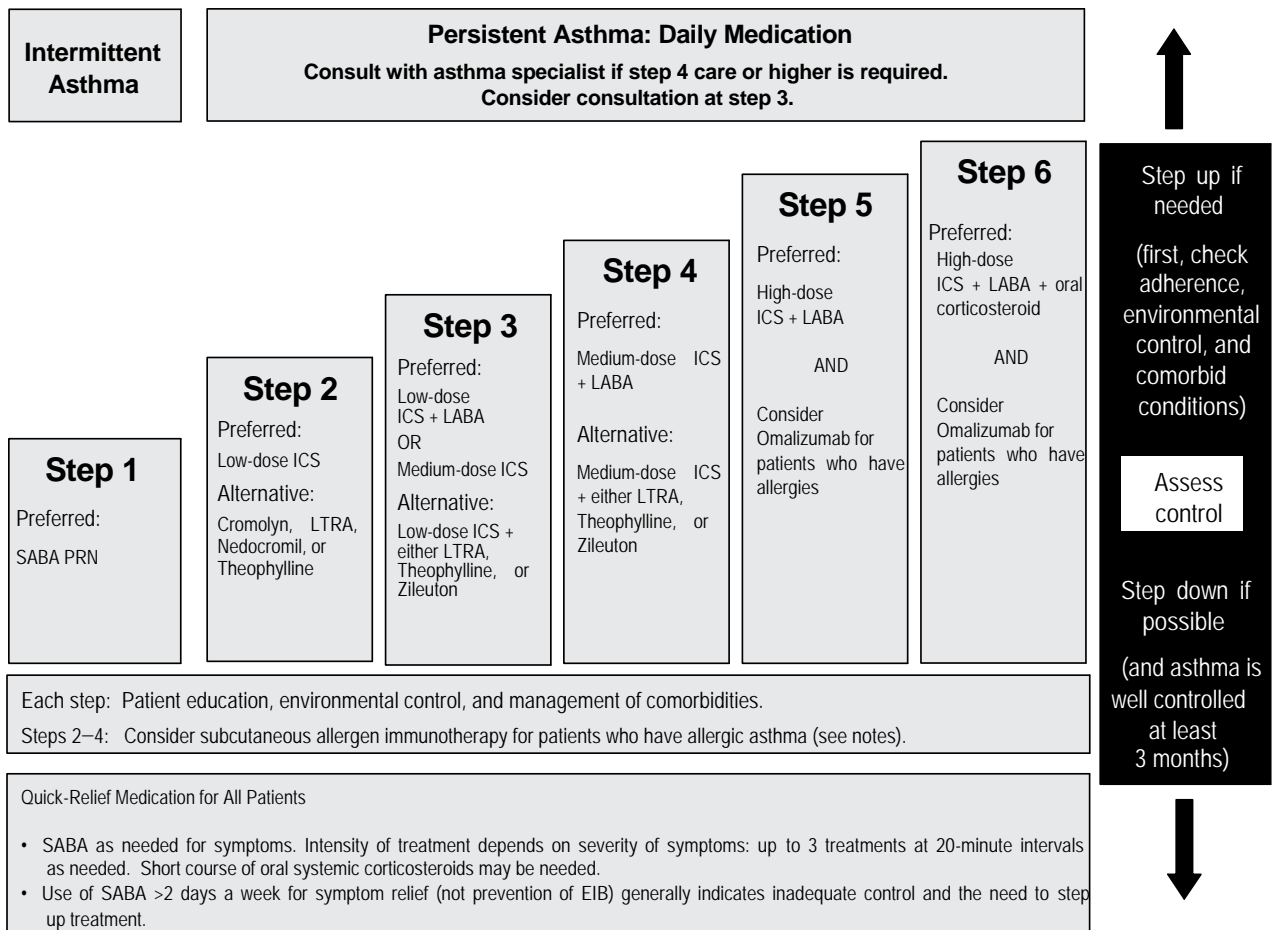 Intermittent
Asthma
Persistent Asthma: Daily Medication
Consult with asthma specialist if step 4 care or higher is required.
Consider consultation at step 3.
Step 1
Preferred:
SABA PRN
Step 2
Preferred:
Low-dose ICS
Alternative:
Cromolyn, LTRA,
Nedocromil, or
Theophylline
Step 3
Preferred:
Low-dose
ICS + LABA
OR
Medium-dose ICS
Alternative:
Low-dose ICS +
either LTRA,
Theophylline, or
Zileuton
Step 4
Preferred:
Medium-dose ICS
+ LABA
Alternative:
Medium-dose ICS
+ either LTRA,
Theophylline, or
Zileuton
Step 5
Preferred:
High-dose
ICS + LABA
AND
Consider
Omalizumab for
patients who have
allergies
Step 6
Preferred:
High-dose
ICS + LABA + oral
corticosteroid
AND
Consider
Omalizumab for
patients who have
allergies
Step up if
needed
(first, check
adherence,
environmental
control, and
comorbid
conditions)
Assess
control
Step down if
possible
(and asthma is
well controlled
at least
3 months)
Each step: Patient education, environmental control, and management of comorbidities.
Steps 2–4: Consider subcutaneous allergen immunotherapy for patients who have allergic asthma (see notes).
Quick-Relief Medication for All Patients
• SABA as needed for symptoms. Intensity of treatment depends on severity of symptoms: up to 3 treatments at 20-minute intervals
as needed. Short course of oral systemic corticosteroids may be needed.
• Use of SABA >2 days a week for symptom relief (not prevention of EIB) generally indicates inadequate control and the need to step
up treatment.